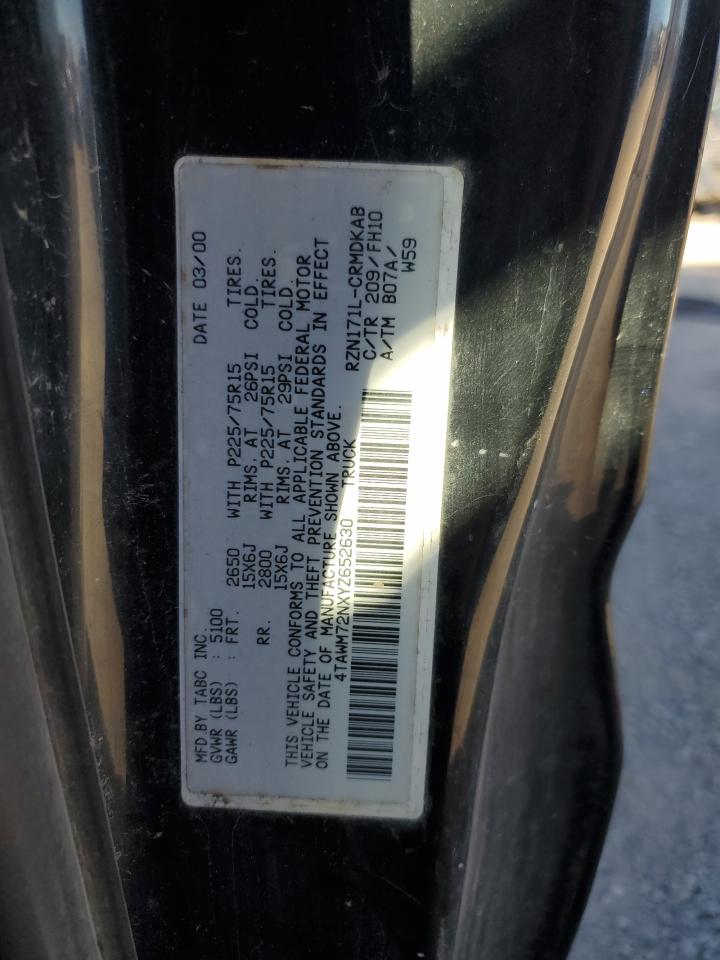 MFD.BY TABC INC. DATE 03/00
GVWR (LBS) : 5100
GAWR (LBS) : FRT. 2650 WITH P225/75R15 TIRES.
15X6J RIMS. AT 26PSI COLD.
RR. 2800 WITH P225/75R15 TIRES.
15X6J RIMS. AT 29PSI COLD.
THIS VEHICLE CONFORMS TO ALL APPLICABLE FEDERAL MOTOR
VEHICLE SAFETY AND THEFT PREVENTION STANDARDS IN EFFECT
ON THE DATE OF MANUFACTURE SHOWN ABOVE.
4TAWM72NXYZ652630 TRUCK RZN171L-CRMDKAB
C/TR 209/FH10
A/TM B07A/
W59